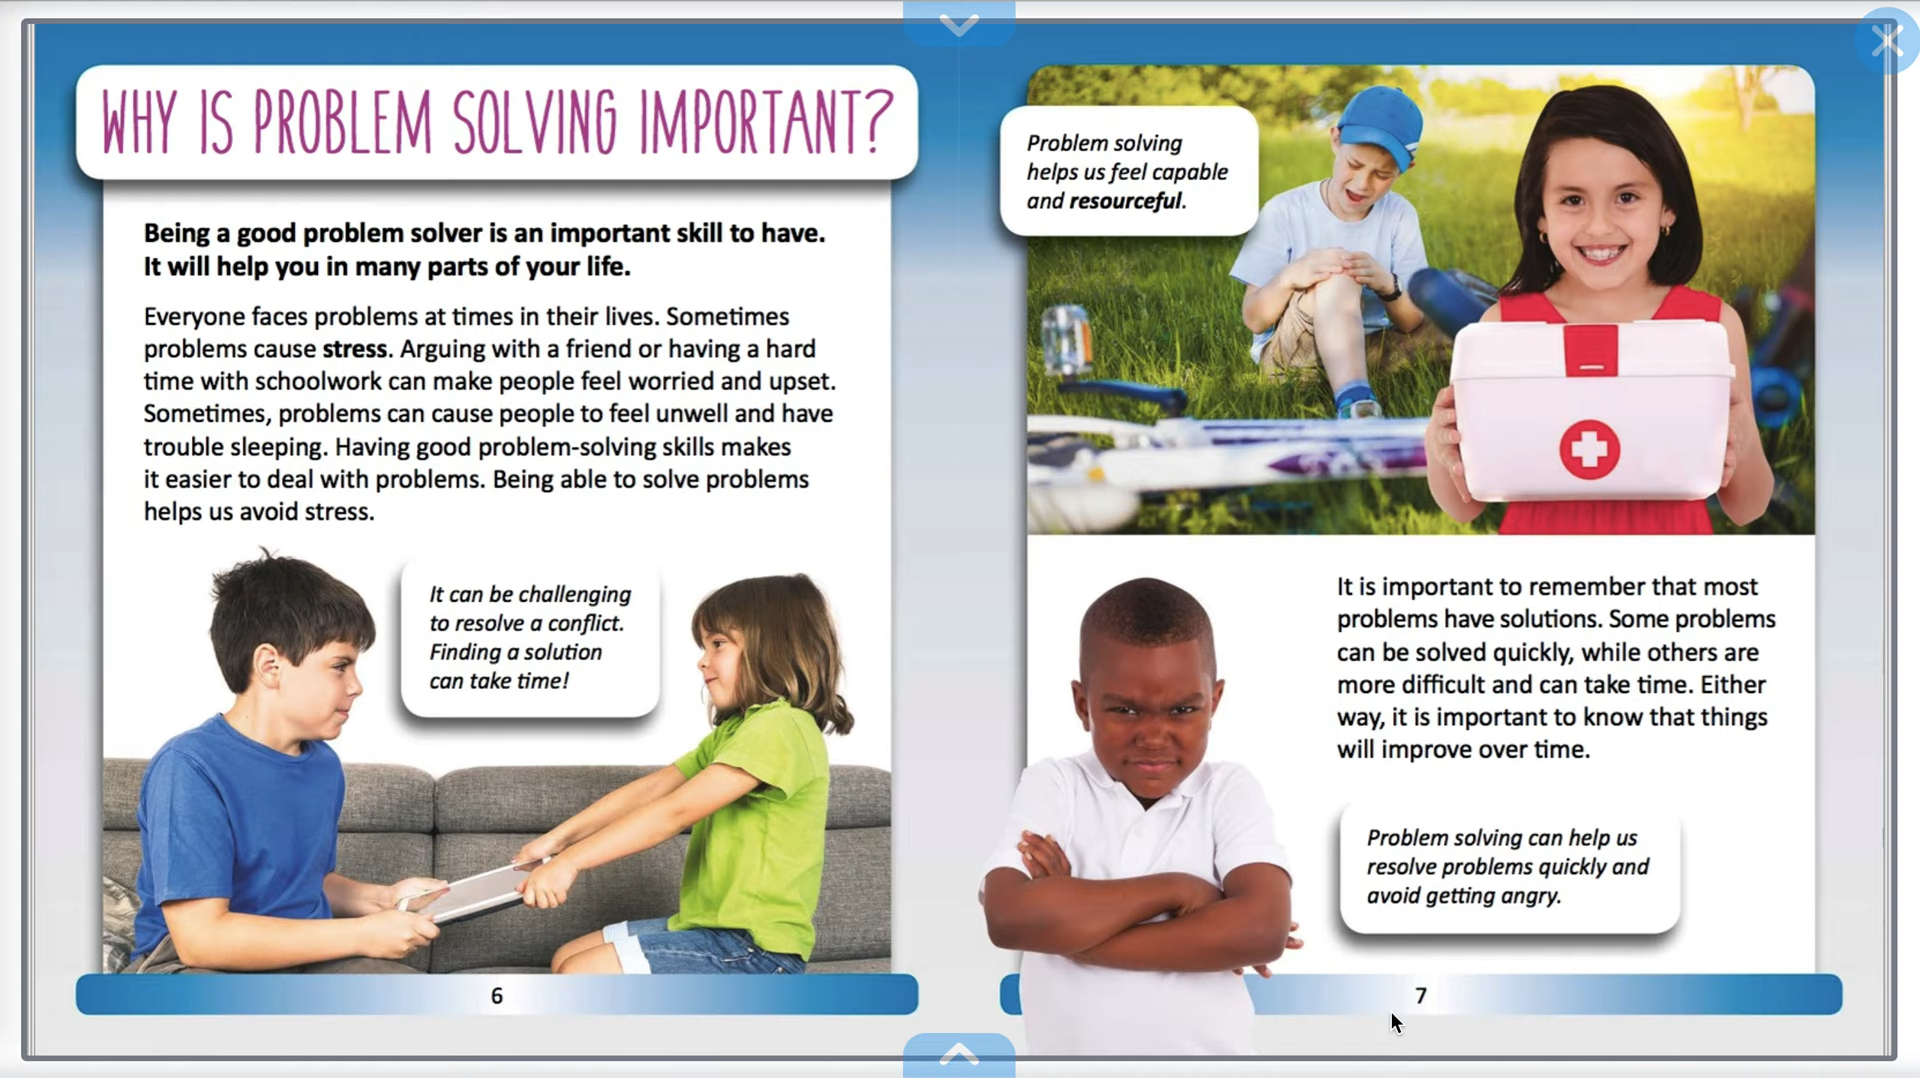 WHY IS PROBLEM SOLVING IMPORTANT?
Being a good problem solver is an important skill to have.
It will help you in many parts of your life.
Everyone faces problems at times in their lives. Sometimes
problems cause stress. Arguing with a friend or having a hard
time with schoolwork can make people feel worried and upset.
Sometimes, problems can cause people to feel unwell and have
trouble sleeping. Having good problem-solving skills makes
it easier to deal with problems. Being able to solve problems
helps us avoid stress.
It can be challenging
to resolve a conflict.
Finding a solution
can take time!
6
Problem solving
helps us feel capable
and resourceful.
It is important to remember that most
problems have solutions. Some problems
can be solved quickly, while others are
more difficult and can take time. Either
way, it is important to know that things
will improve over time.
Problem solving can help us
resolve problems quickly and
avoid getting angry.
7